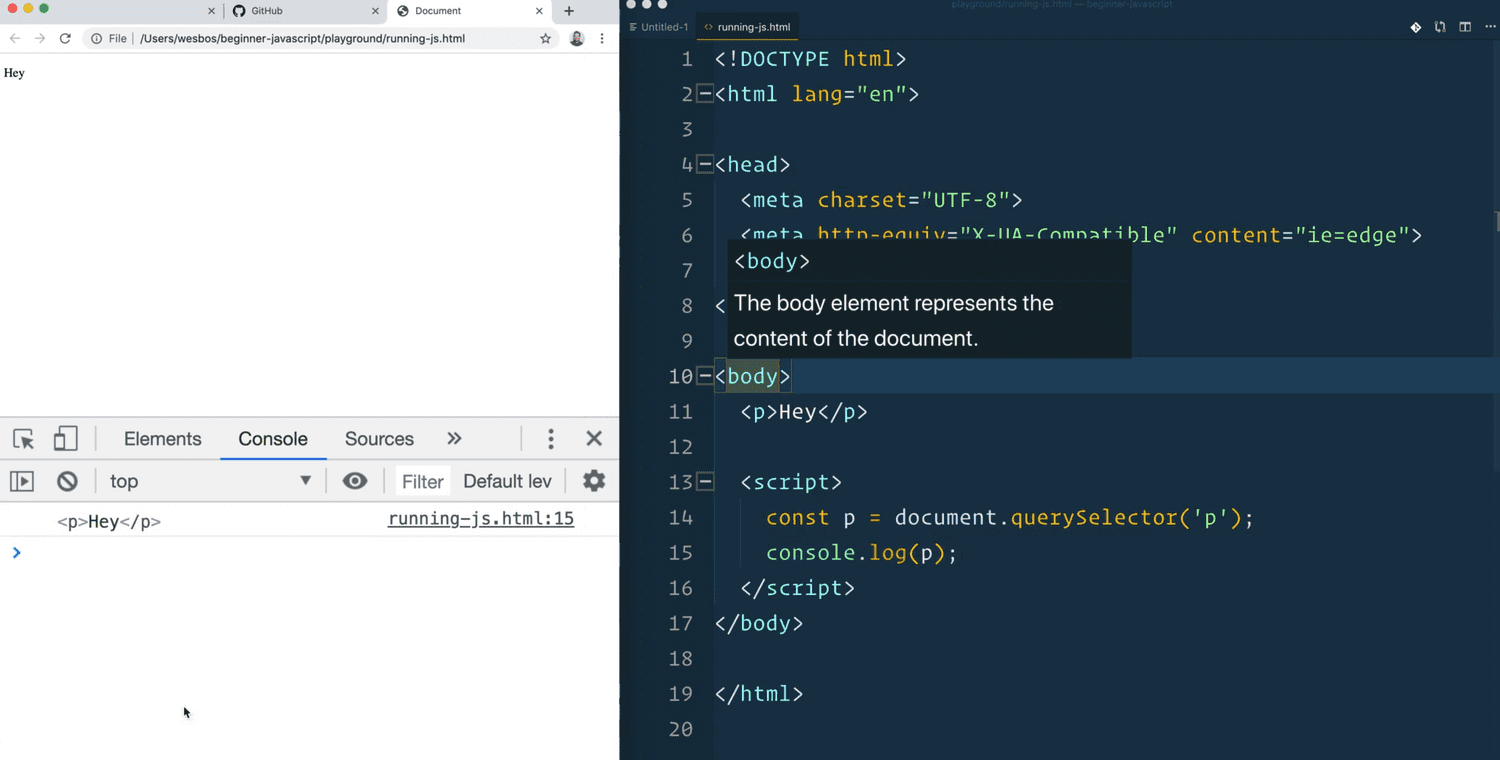 GitHub
Document
File
/Users/wesbos/beginner-javascript/playground/running-js.html
Hey
Elements
Console
Sources
top
Filter
Default lev
<p>Hey</p>
running-js.html:15
playground/running-js.html — beginner-javascript
Untitled-1
running-js.html
1 <!DOCTYPE html>
2 <html lang="en">
3
4 <head>
5 <meta charset="UTF-8">
6 <meta http-equiv="X-UA-Compatible" content="ie=edge">
7
8 <
9
<body>
The body element represents the
content of the document.
10 <body>
11 <p>Hey</p>
12
13 <script>
14 const p = document.querySelector('p');
15 console.log(p);
16 </script>
17 </body>
18
19 </html>
20